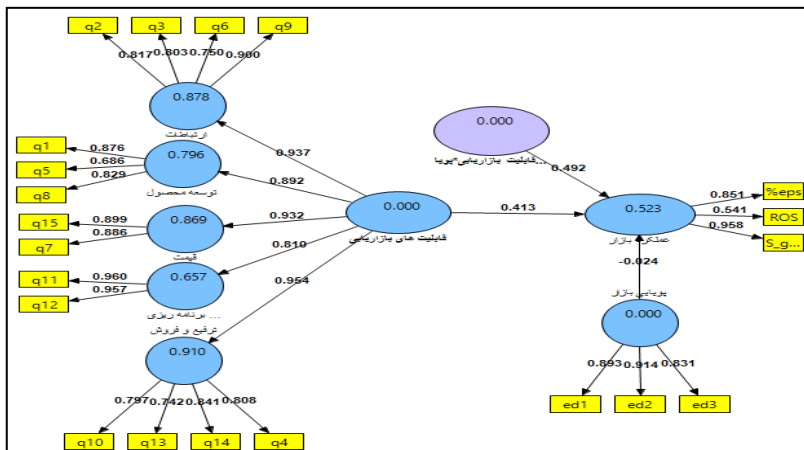 q2 q3 q6 q9
0.817 0.803 0.750 0.900
0.878
ارتباطات
0.937
q1
q5
q8
0.876
0.686
0.829
0.796
توسعه محصول
0.892
q15
q7
0.899
0.886
0.869
قیمت
0.932
q11
q12
0.960
0.957
0.657
برنامه ریزی ...
0.810
ترفیع و فروش
0.910
0.954
0.797 0.742 0.841 0.808
q10 q13 q14 q4
0.000
قابلیت های بازاریابی
0.413
0.000
قابلیت بازاریابی*پویا...
0.492
0.523
عملکرد بازار
0.851
0.541
0.958
%eps
ROS
S_g...
-0.024
پویایی بازار
0.000
0.893 0.914 0.831
ed1 ed2 ed3